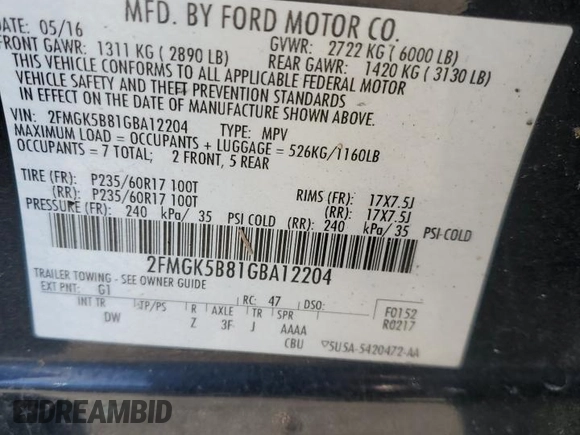 DATE: 05/16 MFD. BY FORD MOTOR CO.
FRONT GAWR: 1311 KG ( 2890 LB) GVWR: 2722 KG ( 6000 LB)
REAR GAWR: 1420 KG ( 3130 LB)
THIS VEHICLE CONFORMS TO ALL APPLICABLE FEDERAL MOTOR
VEHICLE SAFETY AND THEFT PREVENTION STANDARDS
IN EFFECT ON THE DATE OF MANUFACTURE SHOWN ABOVE.
VIN: 2FMGK5B81GBA12204 TYPE: MPV
MAXIMUM LOAD = OCCUPANTS + LUGGAGE = 526KG/1160LB
OCCUPANTS = 7 TOTAL; 2 FRONT, 5 REAR
TIRE (FR): P235/60R17 100T RIMS (FR): 17X7.5J
(RR): P235/60R17 100T (RR): 17X7.5J
PRESSURE (FR): 240 kPa/ 35 PSI COLD (RR): 240 kPa/ 35 PSI COLD
2FMGK5B81GBA12204
TRAILER TOWING - SEE OWNER GUIDE
EXT PNT: G1 RC: 47 DSO: F0152
INT TR TP/PS R AXLE TR SPR R0217
DW Z 3F J AAAA
CBU 5U5A-5420472-AA
DREAMBID